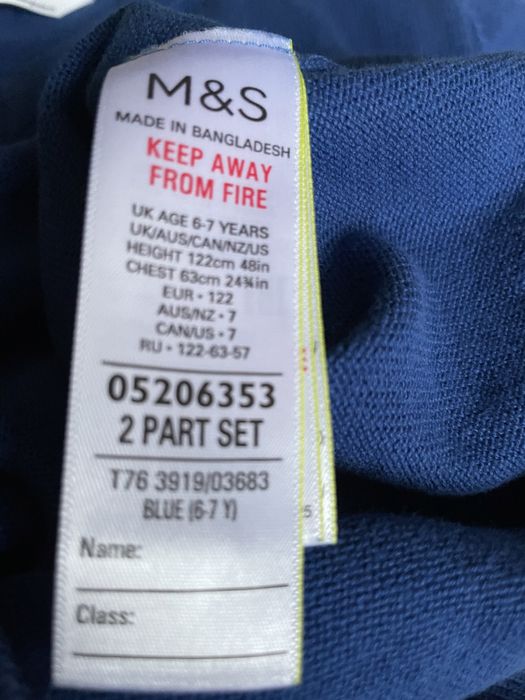 M&S
MADE IN BANGLADESH
KEEP AWAY
FROM FIRE
UK AGE 6-7 YEARS
UK/AUS/CAN/NZ/US
HEIGHT 122cm 48in
CHEST 63cm 24¾in
EUR • 122
AUS/NZ • 7
CAN/US • 7
RU • 122-63-57
05206353
2 PART SET
T76 3919/03683
BLUE (6-7 Y)
5
Name:
Class: